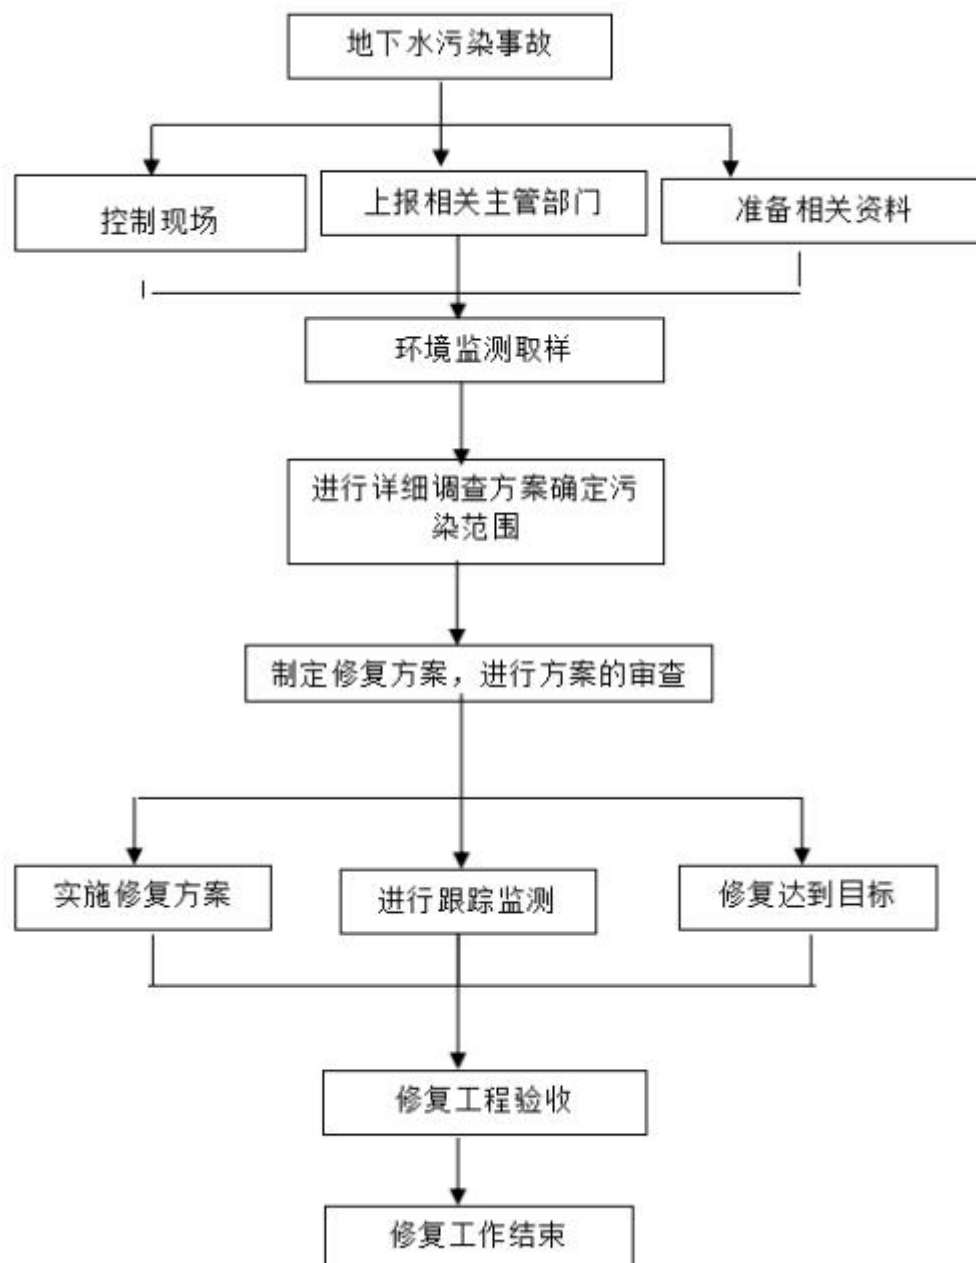 地下水污染事故
控制现场
上报相关主管部门
准备相关资料
环境监测取样
进行详细调查方案确定污
染范围
制定修复方案，进行方案的审查
实施修复方案
进行跟踪监测
修复达到目标
修复工程验收
修复工作结束